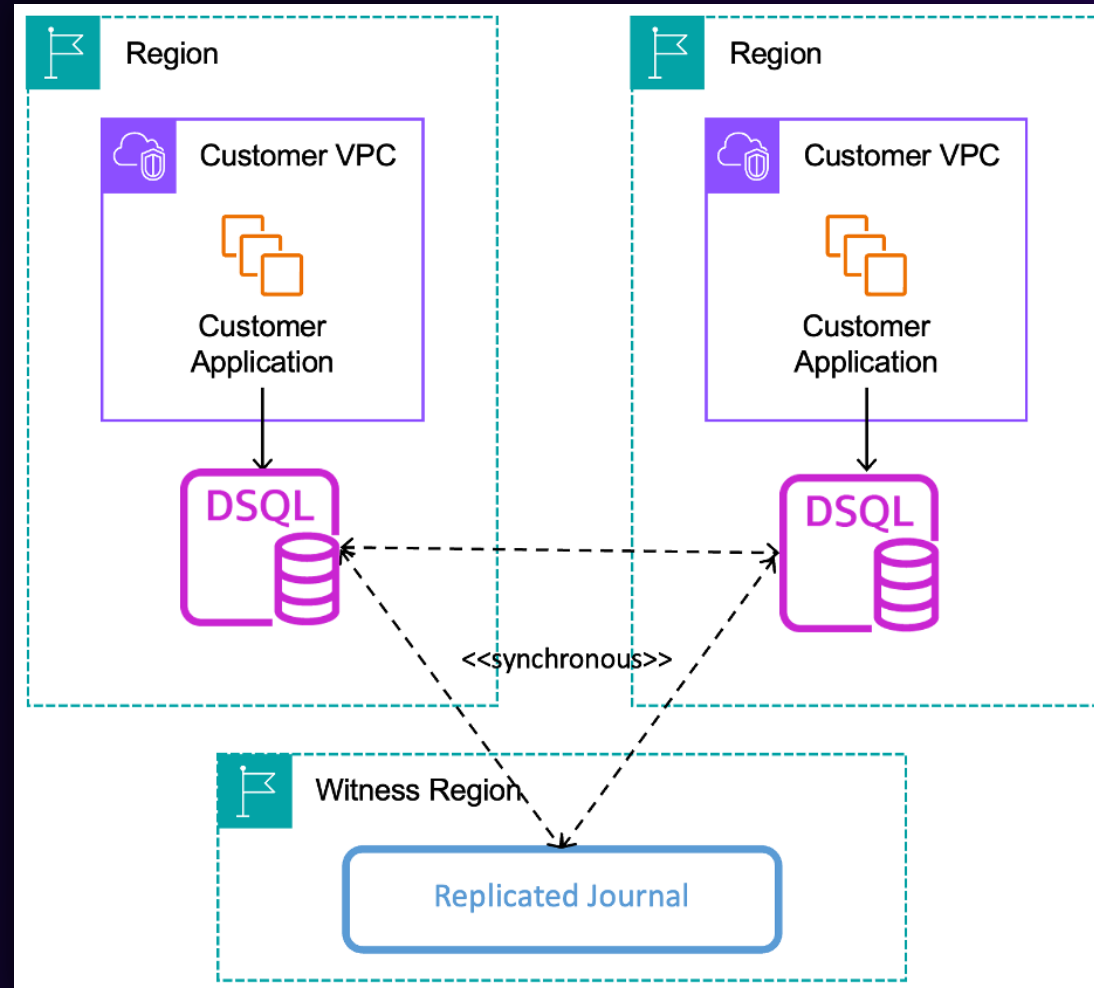 Region
Region
Customer VPC
Customer VPC
Customer
Application
Customer
Application
DSQL
DSQL
<<synchronous>>
Witness Region
Replicated Journal